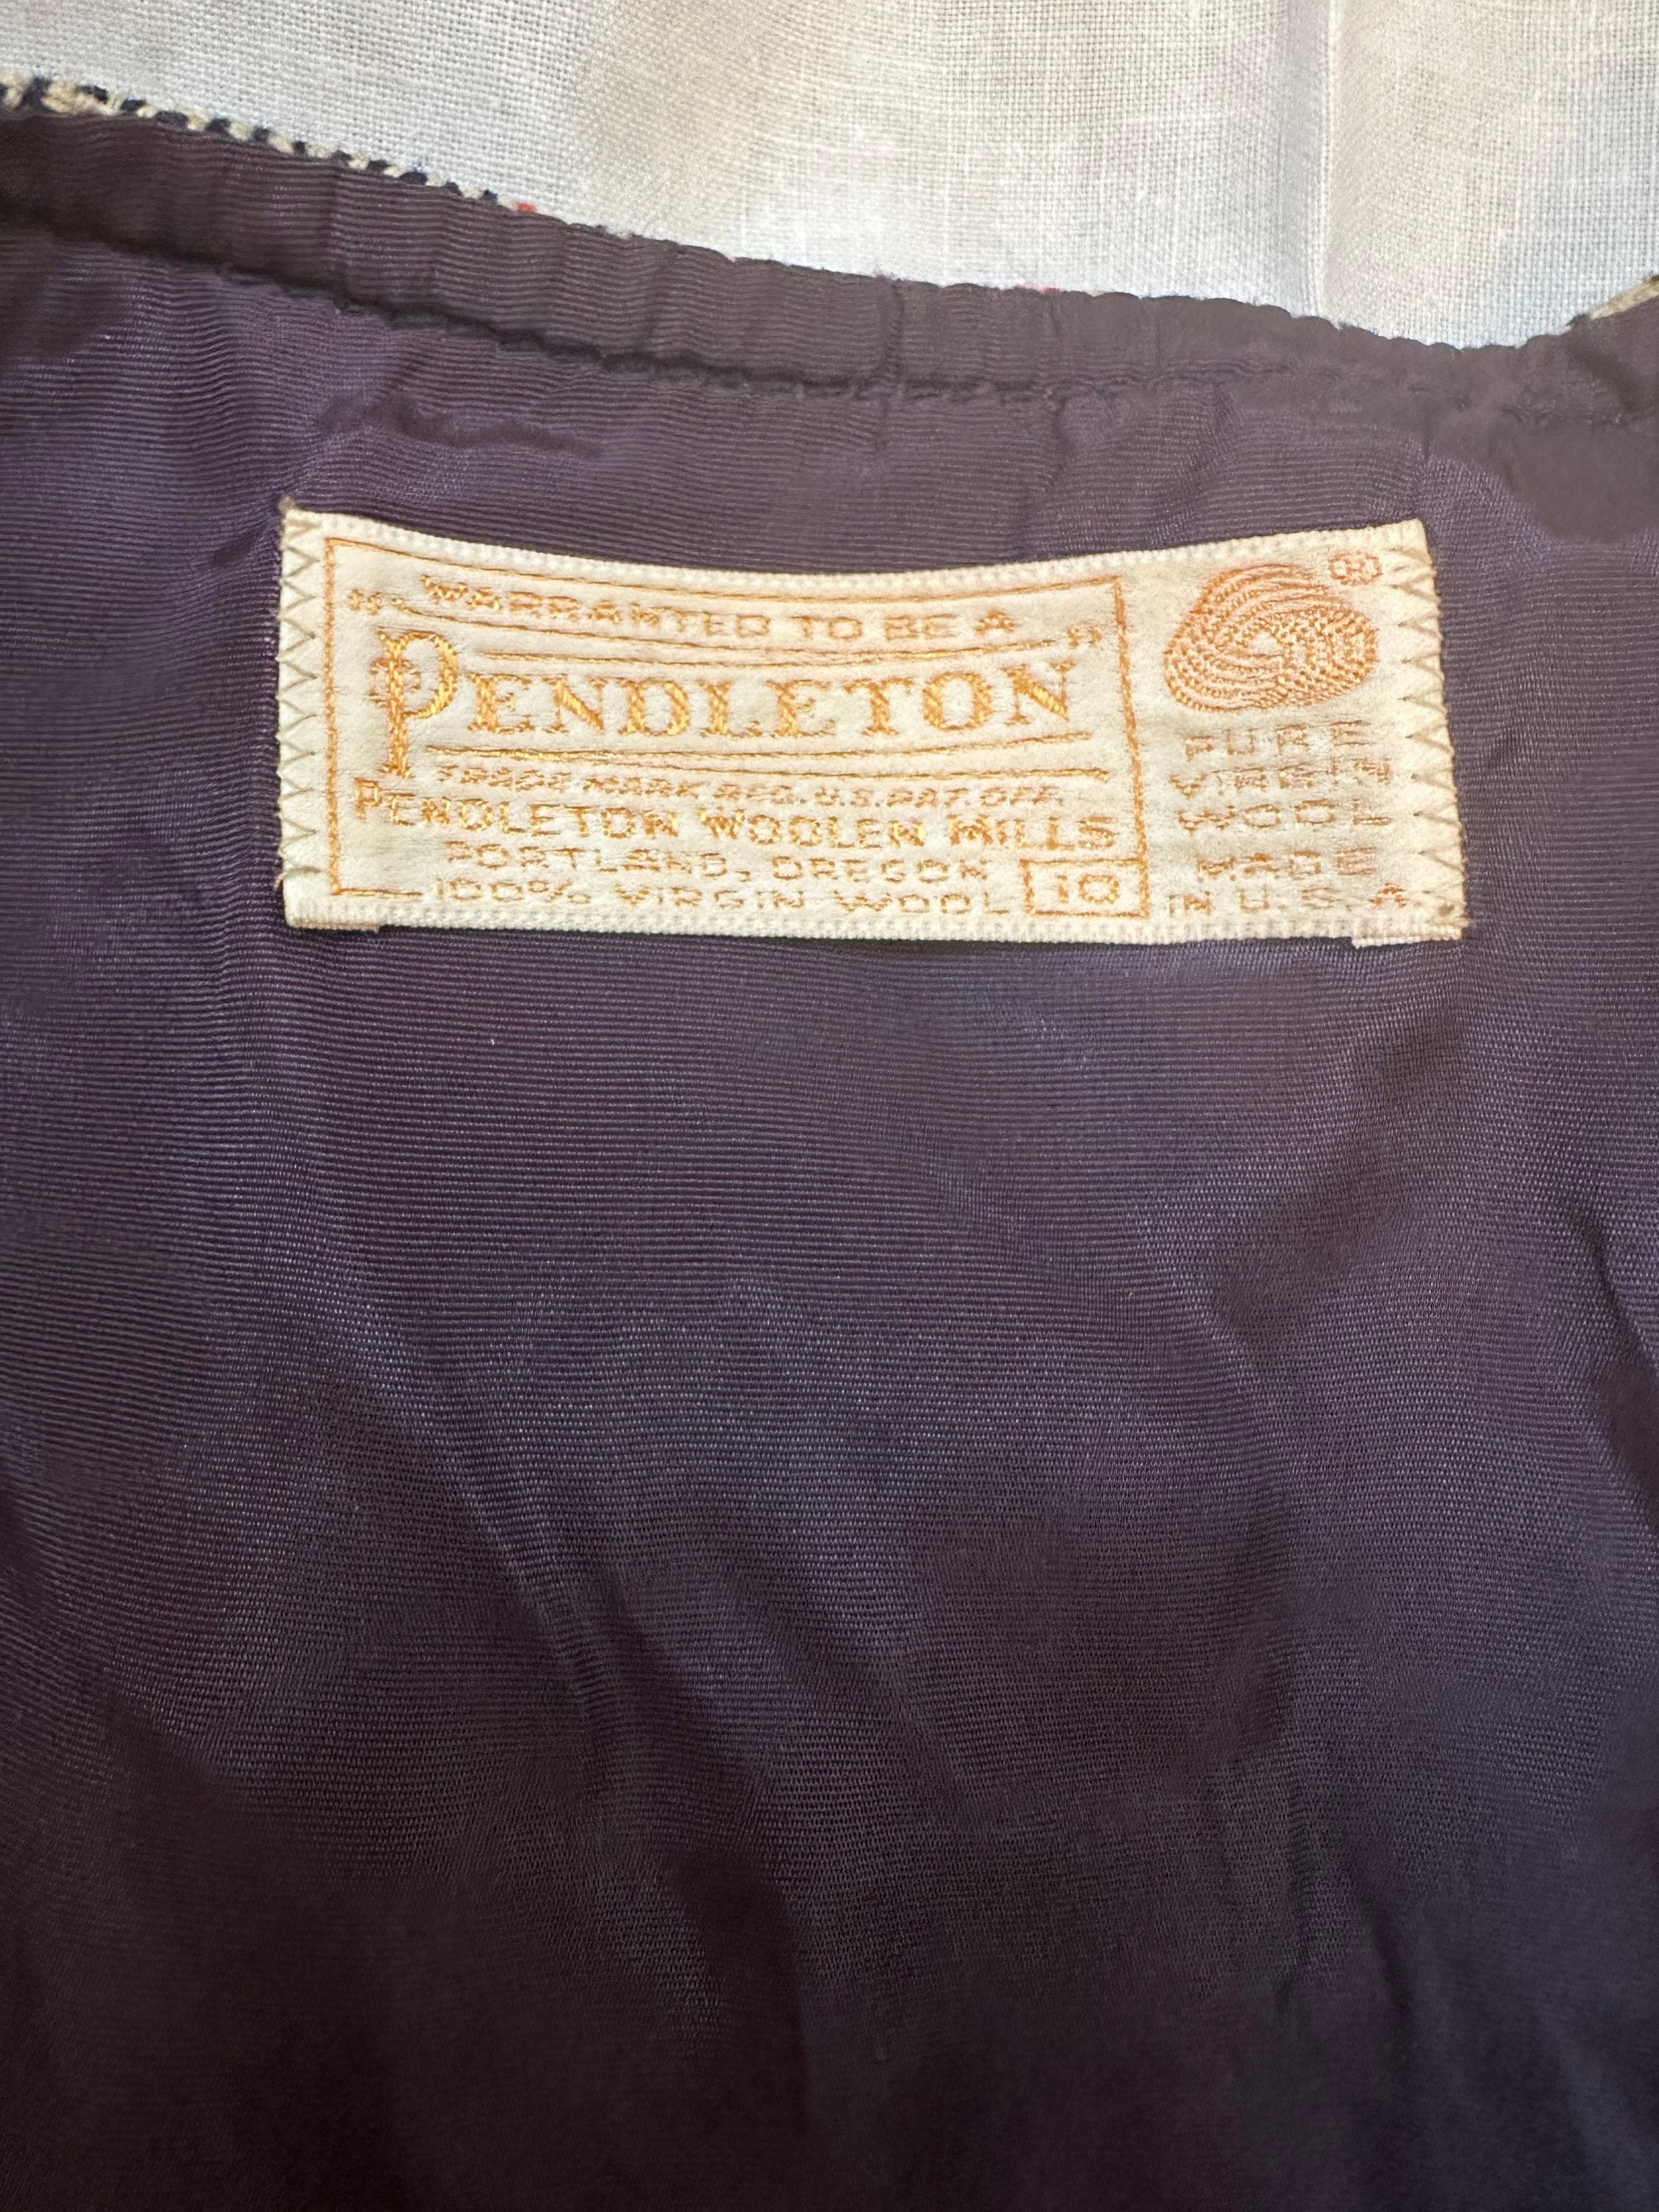 "WARRANTED TO BE A
PENDLETON"
TRADE MARK REG. U.S. PAT. OFF.
PENDLETON WOOLEN MILLS
PORTLAND, OREGON
100% VIRGIN WOOL 10
®
PURE
VIRGIN
WOOL
MADE
IN U.S.A.